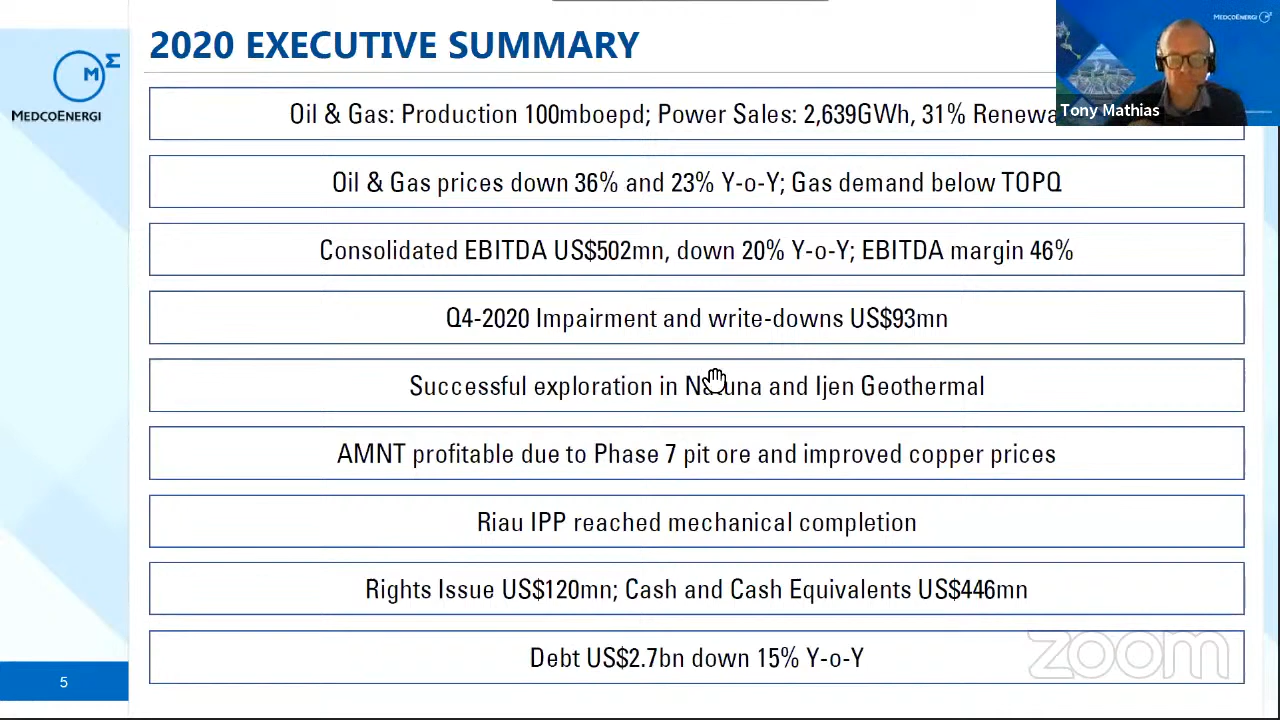 MEDCOENERGI
2020 EXECUTIVE SUMMARY
MEDCOENERGI
Tony Mathias
Oil & Gas: Production 100mboepd; Power Sales: 2,639GWh, 31%
Oil & Gas prices down 36% and 23% Y-o-Y; Gas demand below TOPQ
Consolidated EBITDA US$502mn, down 20% Y-o-Y; EBITDA margin 46%
Q4-2020 Impairment and write-downs US$93mn
Successful exploration in and Ijen Geothermal
AMNT profitable due to Phase 7 pit ore and improved copper prices
Riau IPP reached mechanical completion
Rights Issue US$120mn; Cash and Cash Equivalents US$446mn
Debt US$2.7bn down 15% Y-o-Y
zoom
5